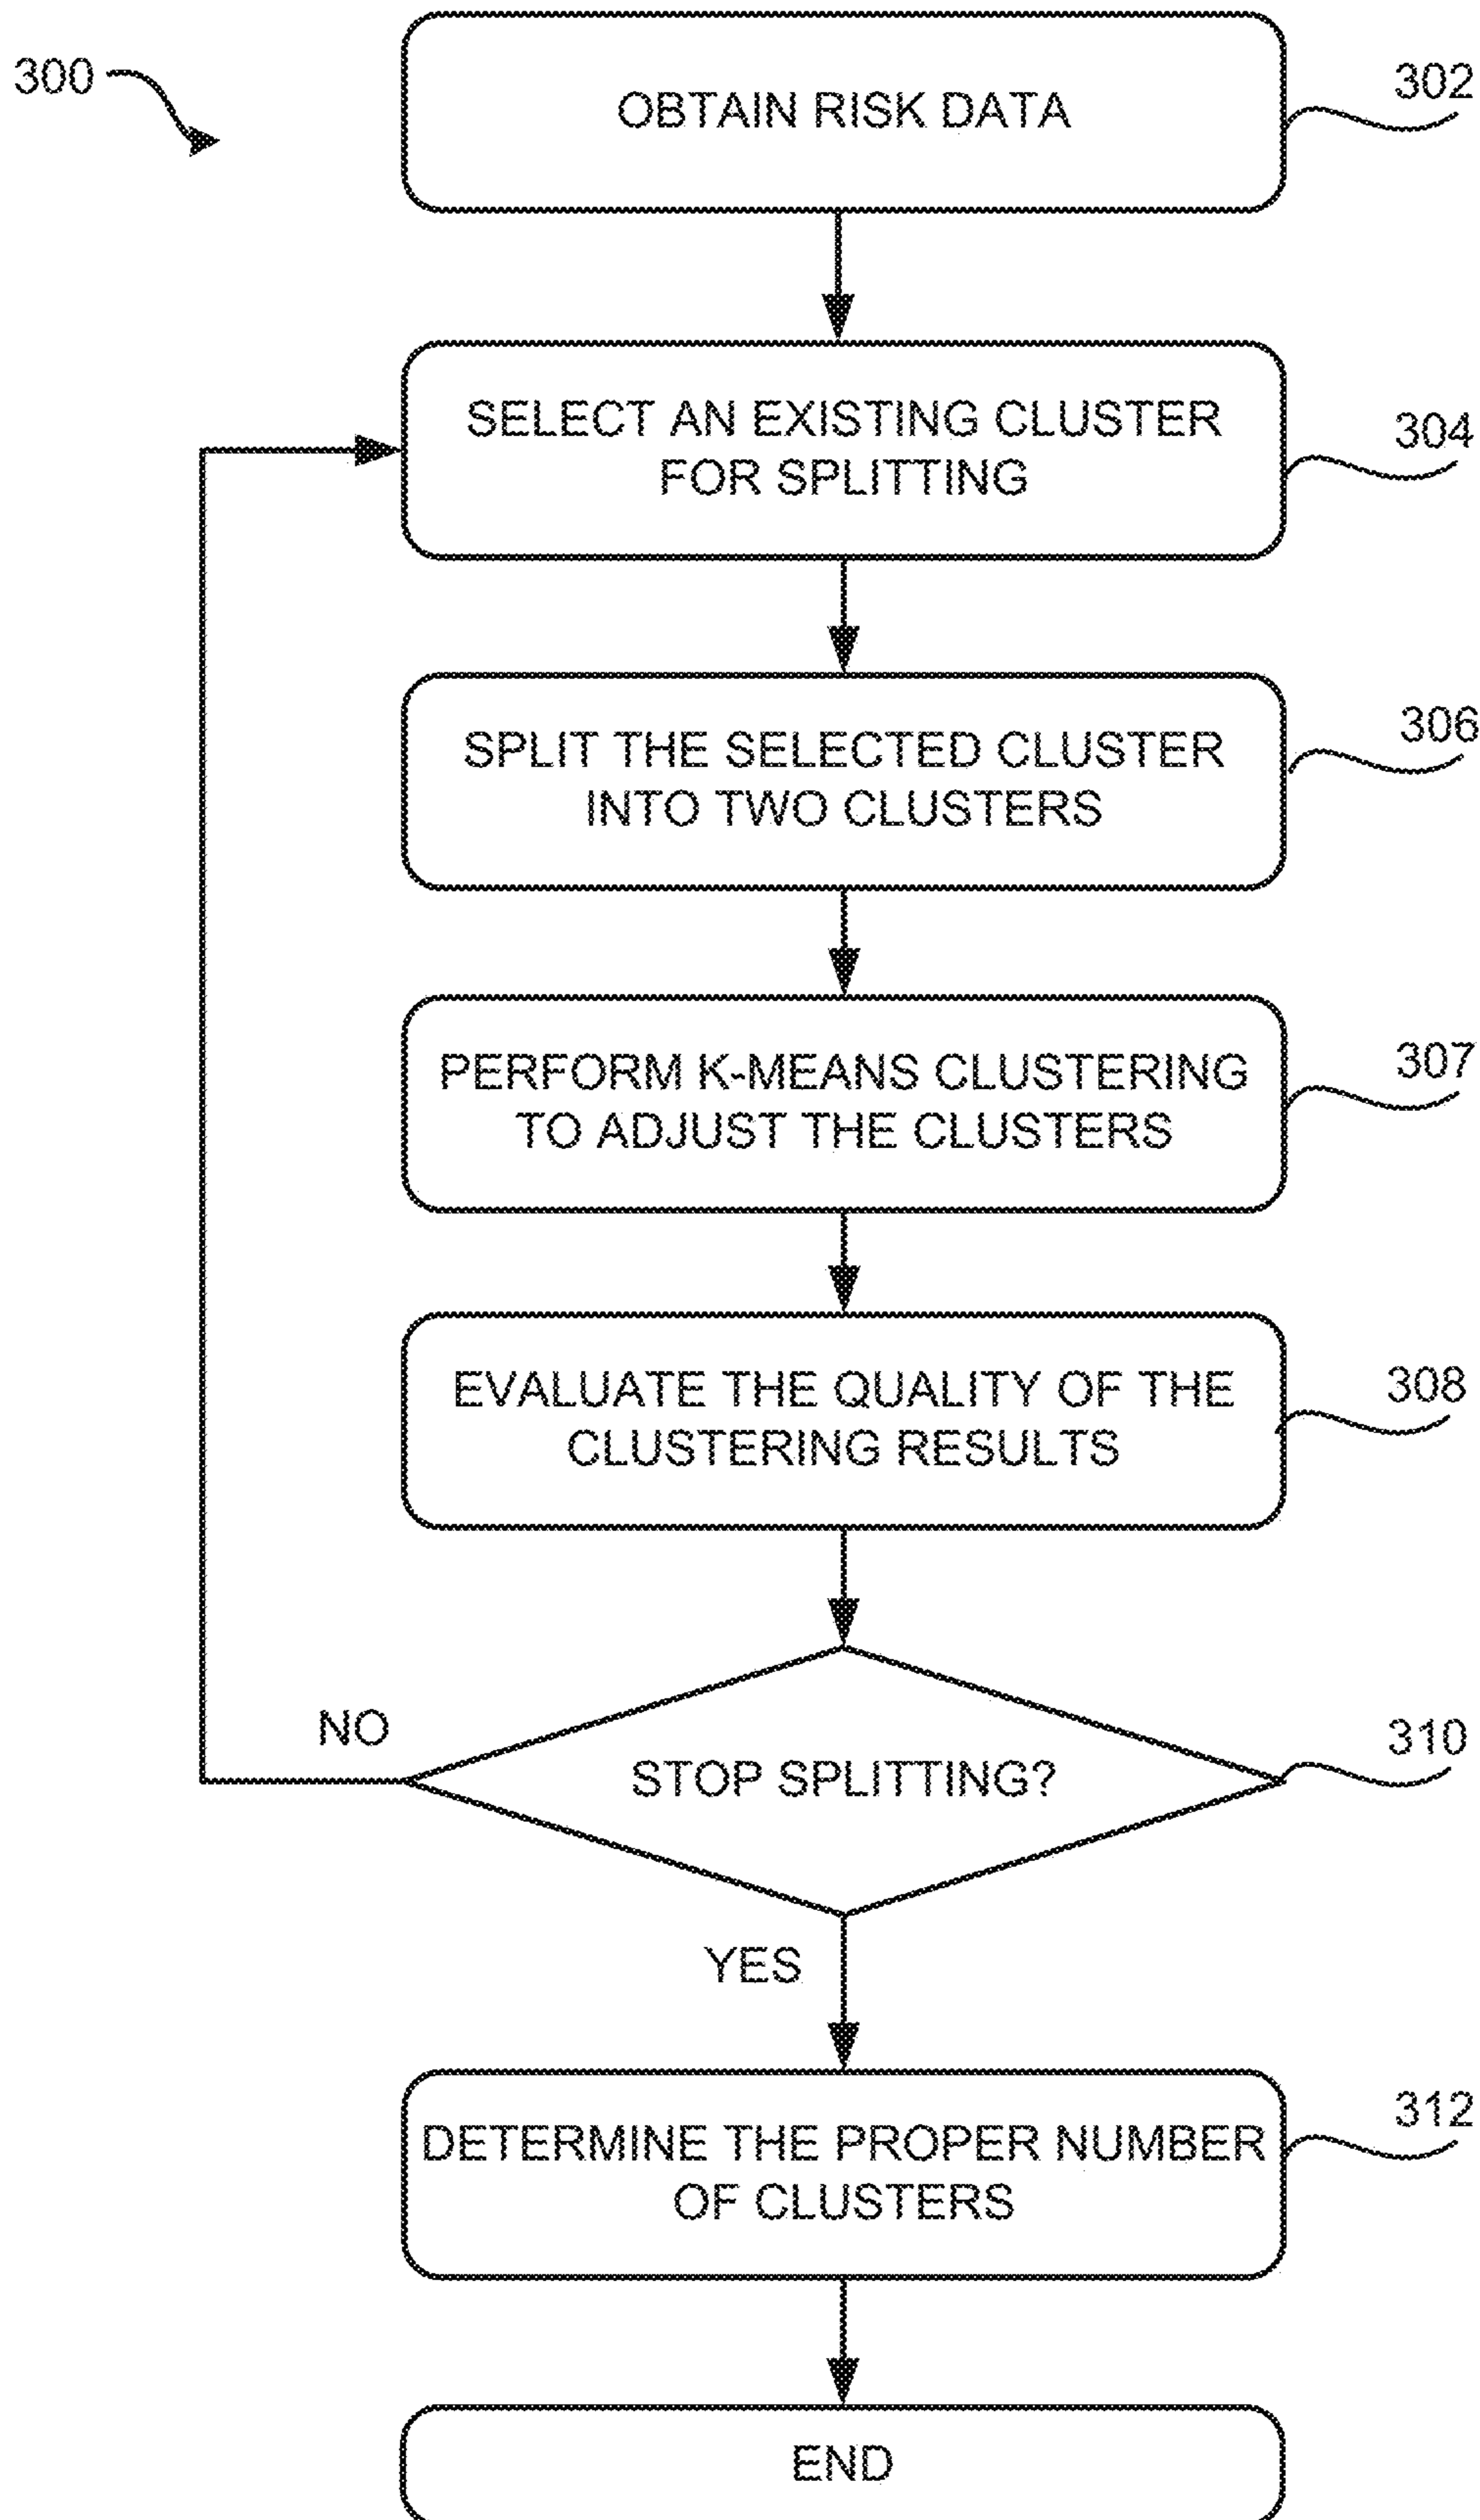 300
OBTAIN RISK DATA
302
SELECT AN EXISTING CLUSTER
FOR SPLITTING
304
SPLIT THE SELECTED CLUSTER
INTO TWO CLUSTERS
306
PERFORM K-MEANS CLUSTERING
TO ADJUST THE CLUSTERS
307
EVALUATE THE QUALITY OF THE
CLUSTERING RESULTS
308
NO
STOP SPLITTING?
310
YES
DETERMINE THE PROPER NUMBER
OF CLUSTERS
312
END